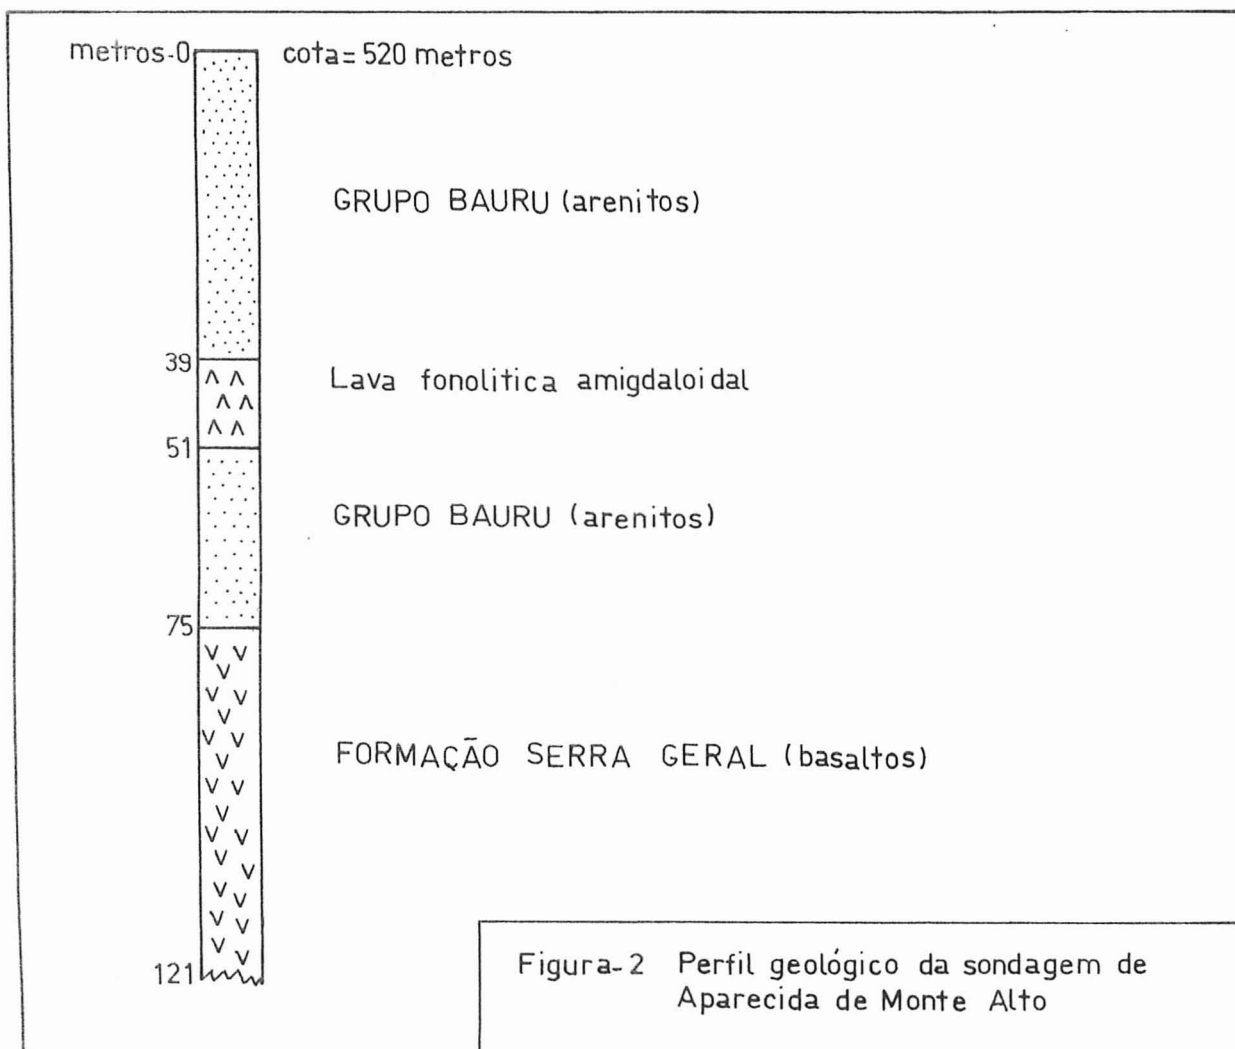 metros-0 cota= 520 metros
GRUPO BAURU (arenitos)
39
Lava fonolitica amigdaloidal
51
GRUPO BAURU (arenitos)
75
FORMAÇÃO SERRA GERAL (basaltos)
121
Figura-2 Perfil geológico da sondagem de
Aparecida de Monte Alto